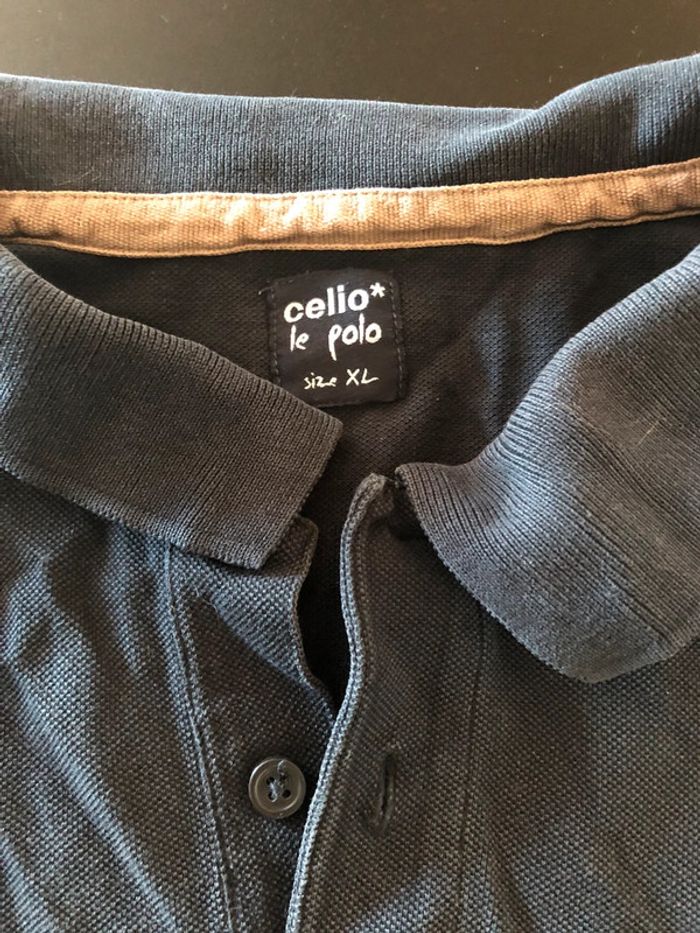 celio*
le polo
size XL